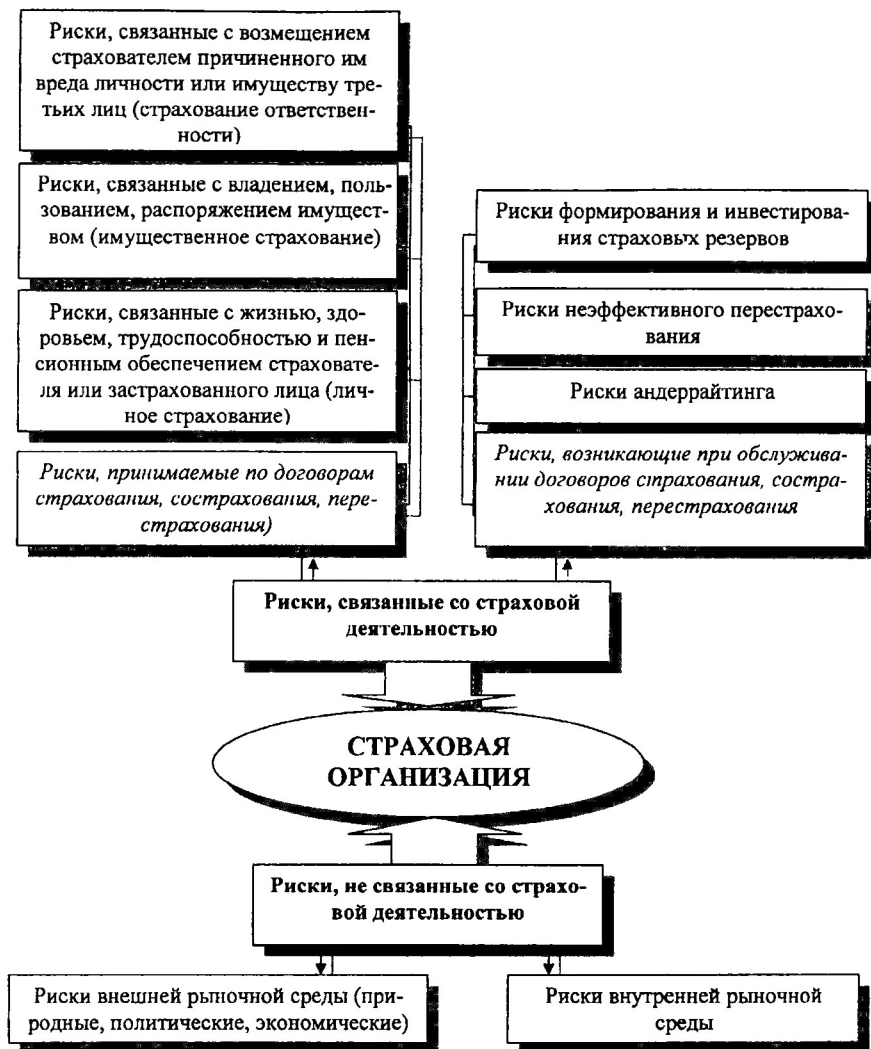 Риски, связанные с возмещением
страхователем причиненного им
вреда личности или имуществу тре-
тьих лиц (страхование ответствен-
ности)
Риски, связанные с владением, поль-
зованием, распоряжением имущест-
вом (имущественное страхование)
Риски, связанные с жизнью, здо-
ровьем, трудоспособностью и пен-
сионным обеспечением страховате-
ля или застрахованного лица (лич-
ное страхование)
Риски, принимаемые по договорам
страхования, сострахования, пере-
страхования)
Риски формирования и инвестирова-
ния страховых резервов
Риски неэффективного перестрахо-
вания
Риски андеррайтинга
Риски, возникающие при обслужива-
нии договоров страхования, состра-
хования, перестрахования
Риски, связанные со страховой
деятельностью
СТРАХОВАЯ
ОРГАНИЗАЦИЯ
Риски, не связанные со страхо-
вой деятельностью
Риски внешней рыночной среды (при-
родные, политические, экономические)
Риски внутренней рыночной
среды